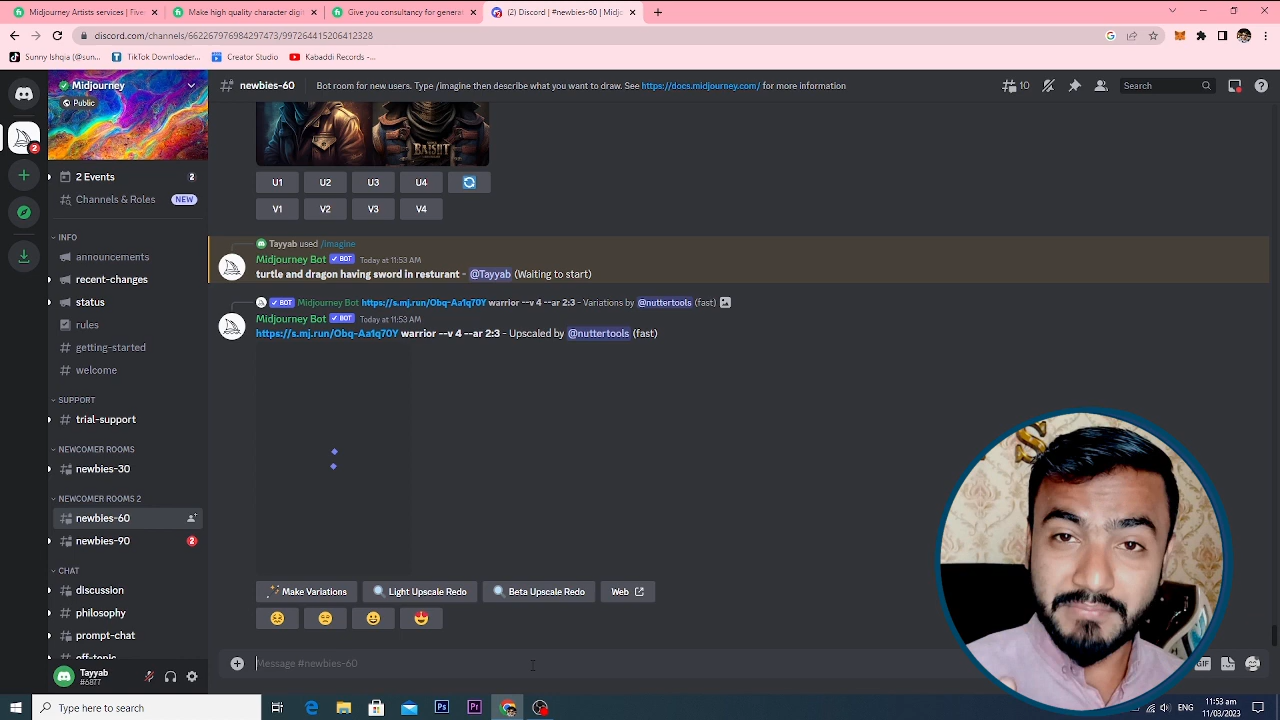 Midjourney Artists services | Five
Make high quality character digi
Give you consultancy for generat
(2) Discord | #newbies-60 | Midjo
discord.com/channels/662267976984297473/997264415206412328
Sunny Ishqia (@sun...
TikTok Downloader...
Creator Studio
Kabaddi Records -...
Midjourney
Public
newbies-60
Bot room for new users. Type /imagine then describe what you want to draw. See https://docs.midjourney.com/ for more information
10
Search
2 Events
2
Channels & Roles
NEW
INFO
announcements
recent-changes
status
rules
getting-started
welcome
SUPPORT
trial-support
NEWCOMER ROOMS
newbies-30
NEWCOMER ROOMS 2
newbies-60
newbies-90
2
CHAT
discussion
philosophy
prompt-chat
off-topic
Tayyab
#6877
U1 U2 U3 U4
V1 V2 V3 V4
Tayyab used /imagine
Midjourney Bot BOT Today at 11:53 AM
turtle and dragon having sword in resturant - @Tayyab (Waiting to start)
BOT Midjourney Bot https://s.mj.run/Obq-Aa1q70Y warrior --v 4 --ar 2:3 - Variations by @nuttertools (fast)
Midjourney Bot BOT Today at 11:53 AM
https://s.mj.run/Obq-Aa1q70Y warrior --v 4 --ar 2:3 - Upscaled by @nuttertools (fast)
Make Variations
Light Upscale Redo
Beta Upscale Redo
Web
Message #newbies-60
GIF
Type here to search
11:53 AM
11/03/2023